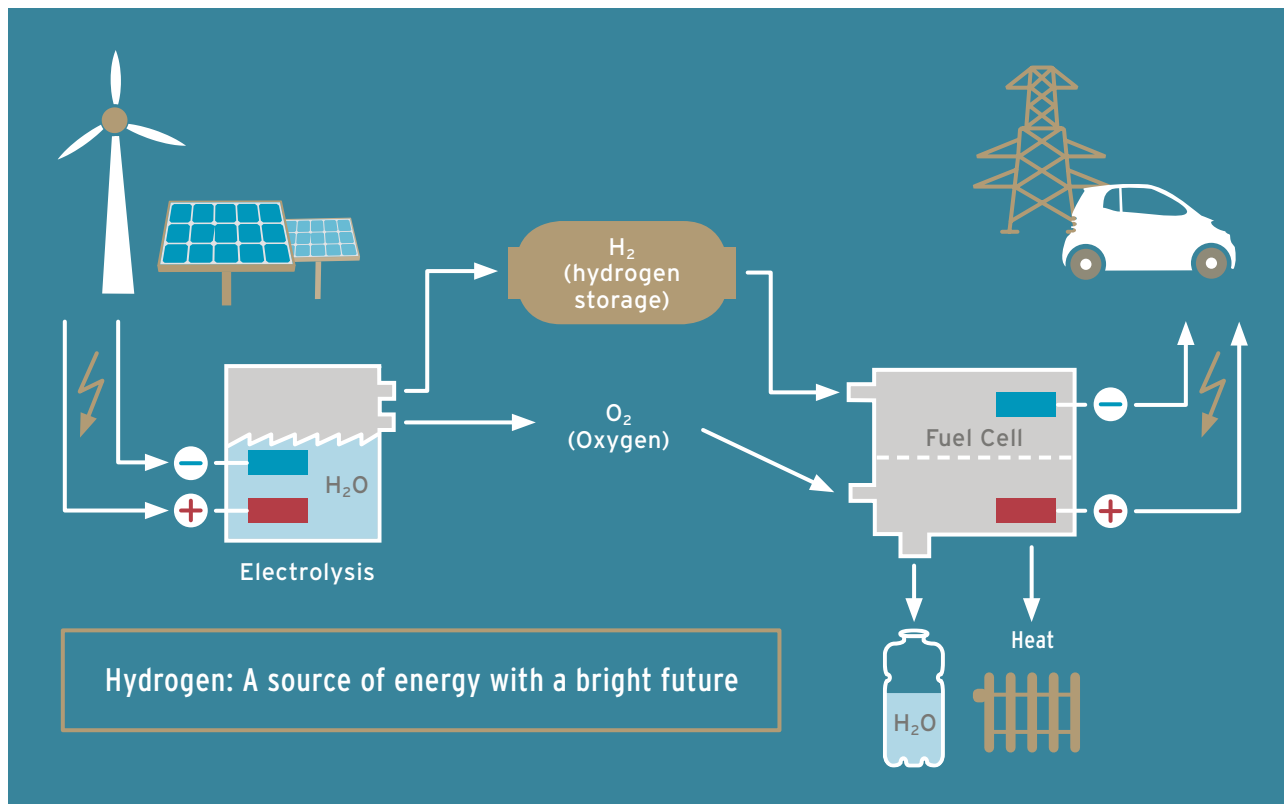 H₂
(hydrogen
storage)
O₂
(Oxygen)
Fuel Cell
H₂O
Electrolysis
Heat
Hydrogen: A source of energy with a bright future
H₂O